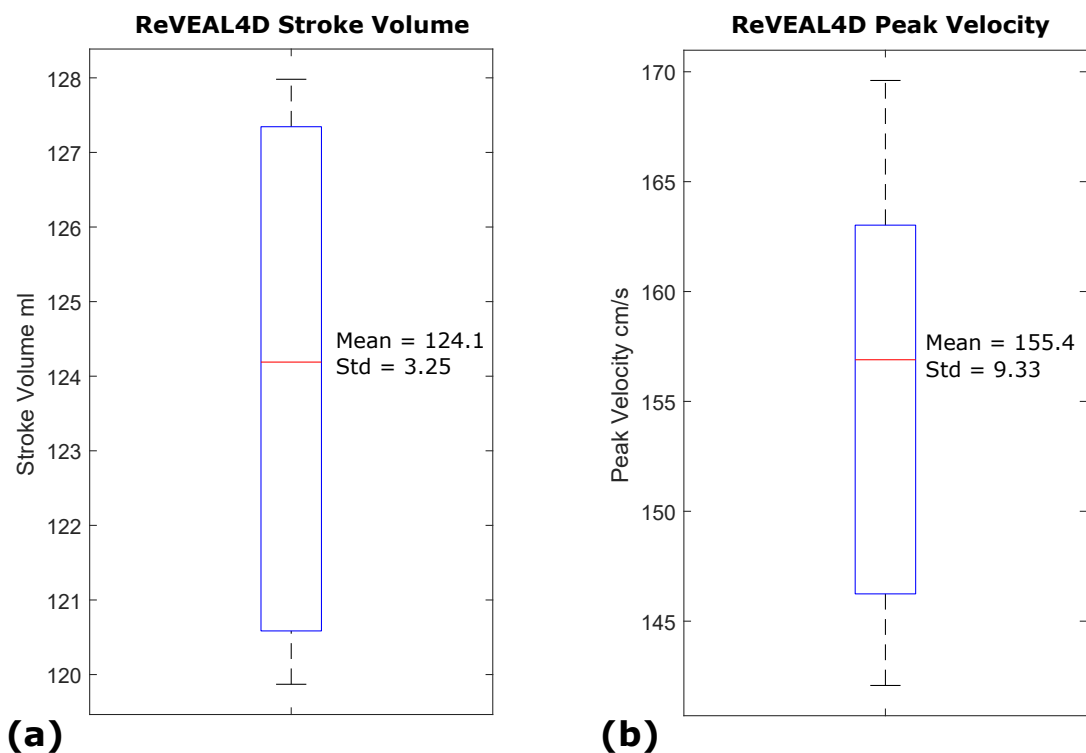 ReVEAL4D Stroke Volume
128
127
126
125
124
123
122
121
120
Stroke Volume ml
Mean = 124.1
Std = 3.25
(a)
ReVEAL4D Peak Velocity
170
165
160
155
150
145
Peak Velocity cm/s
Mean = 155.4
Std = 9.33
(b)